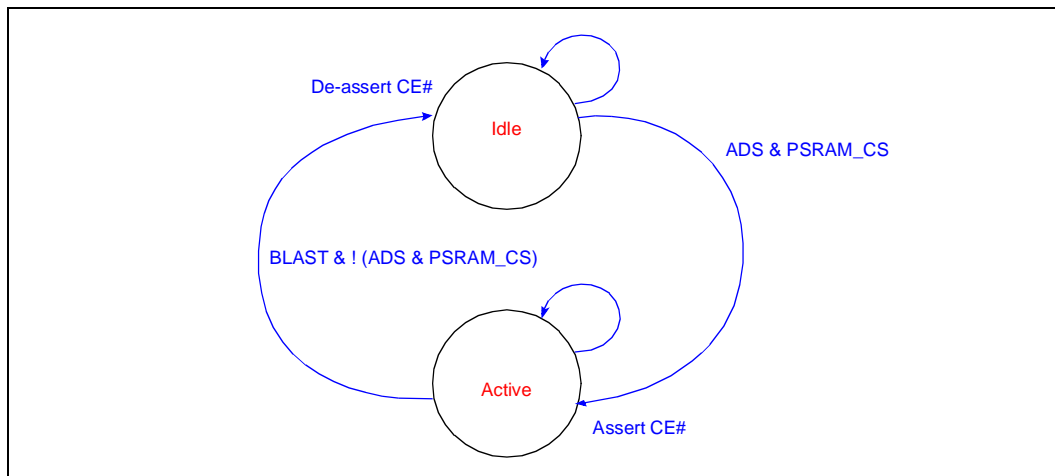 De-assert CE#
Idle
ADS & PSRAM_CS
BLAST & ! (ADS & PSRAM_CS)
Active
Assert CE#